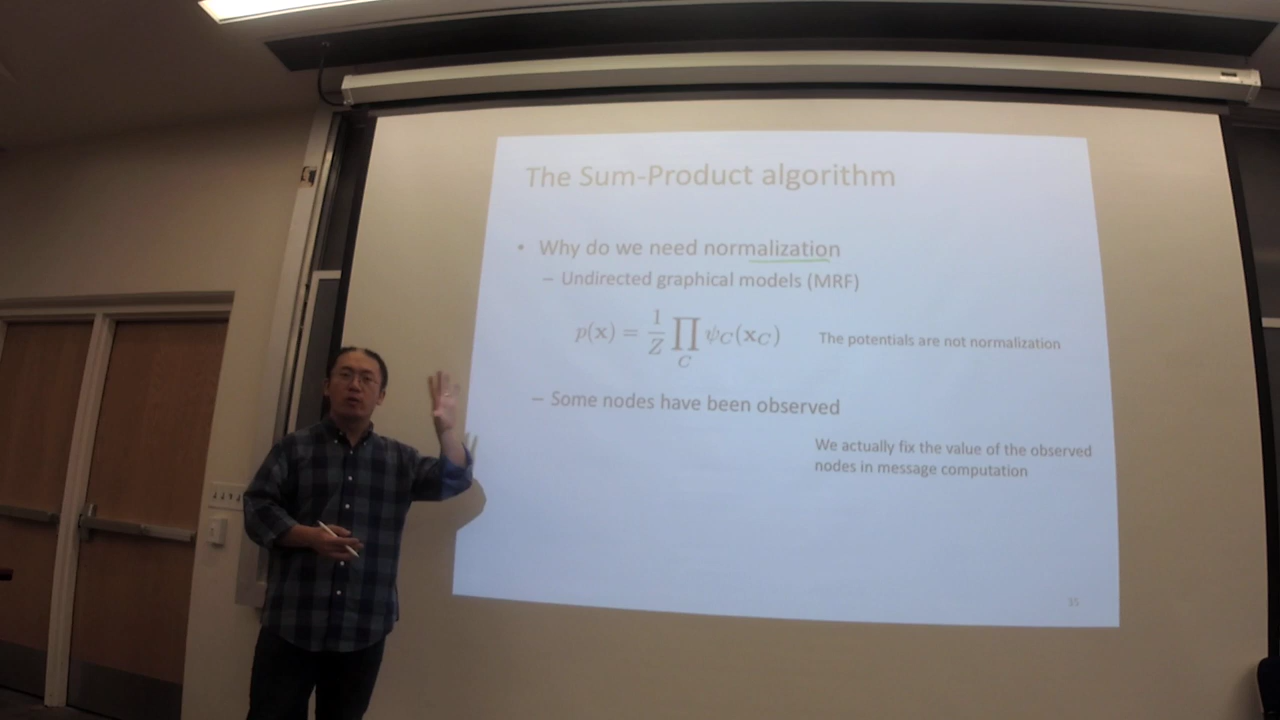 The Sum-Product algorithm
• Why do we need normalization
– Undirected graphical models (MRF)
p(x) = 1/Z ∏_C ψ_C(x_C)
The potentials are not normalization
– Some nodes have been observed
We actually fix the value of the observed
nodes in message computation